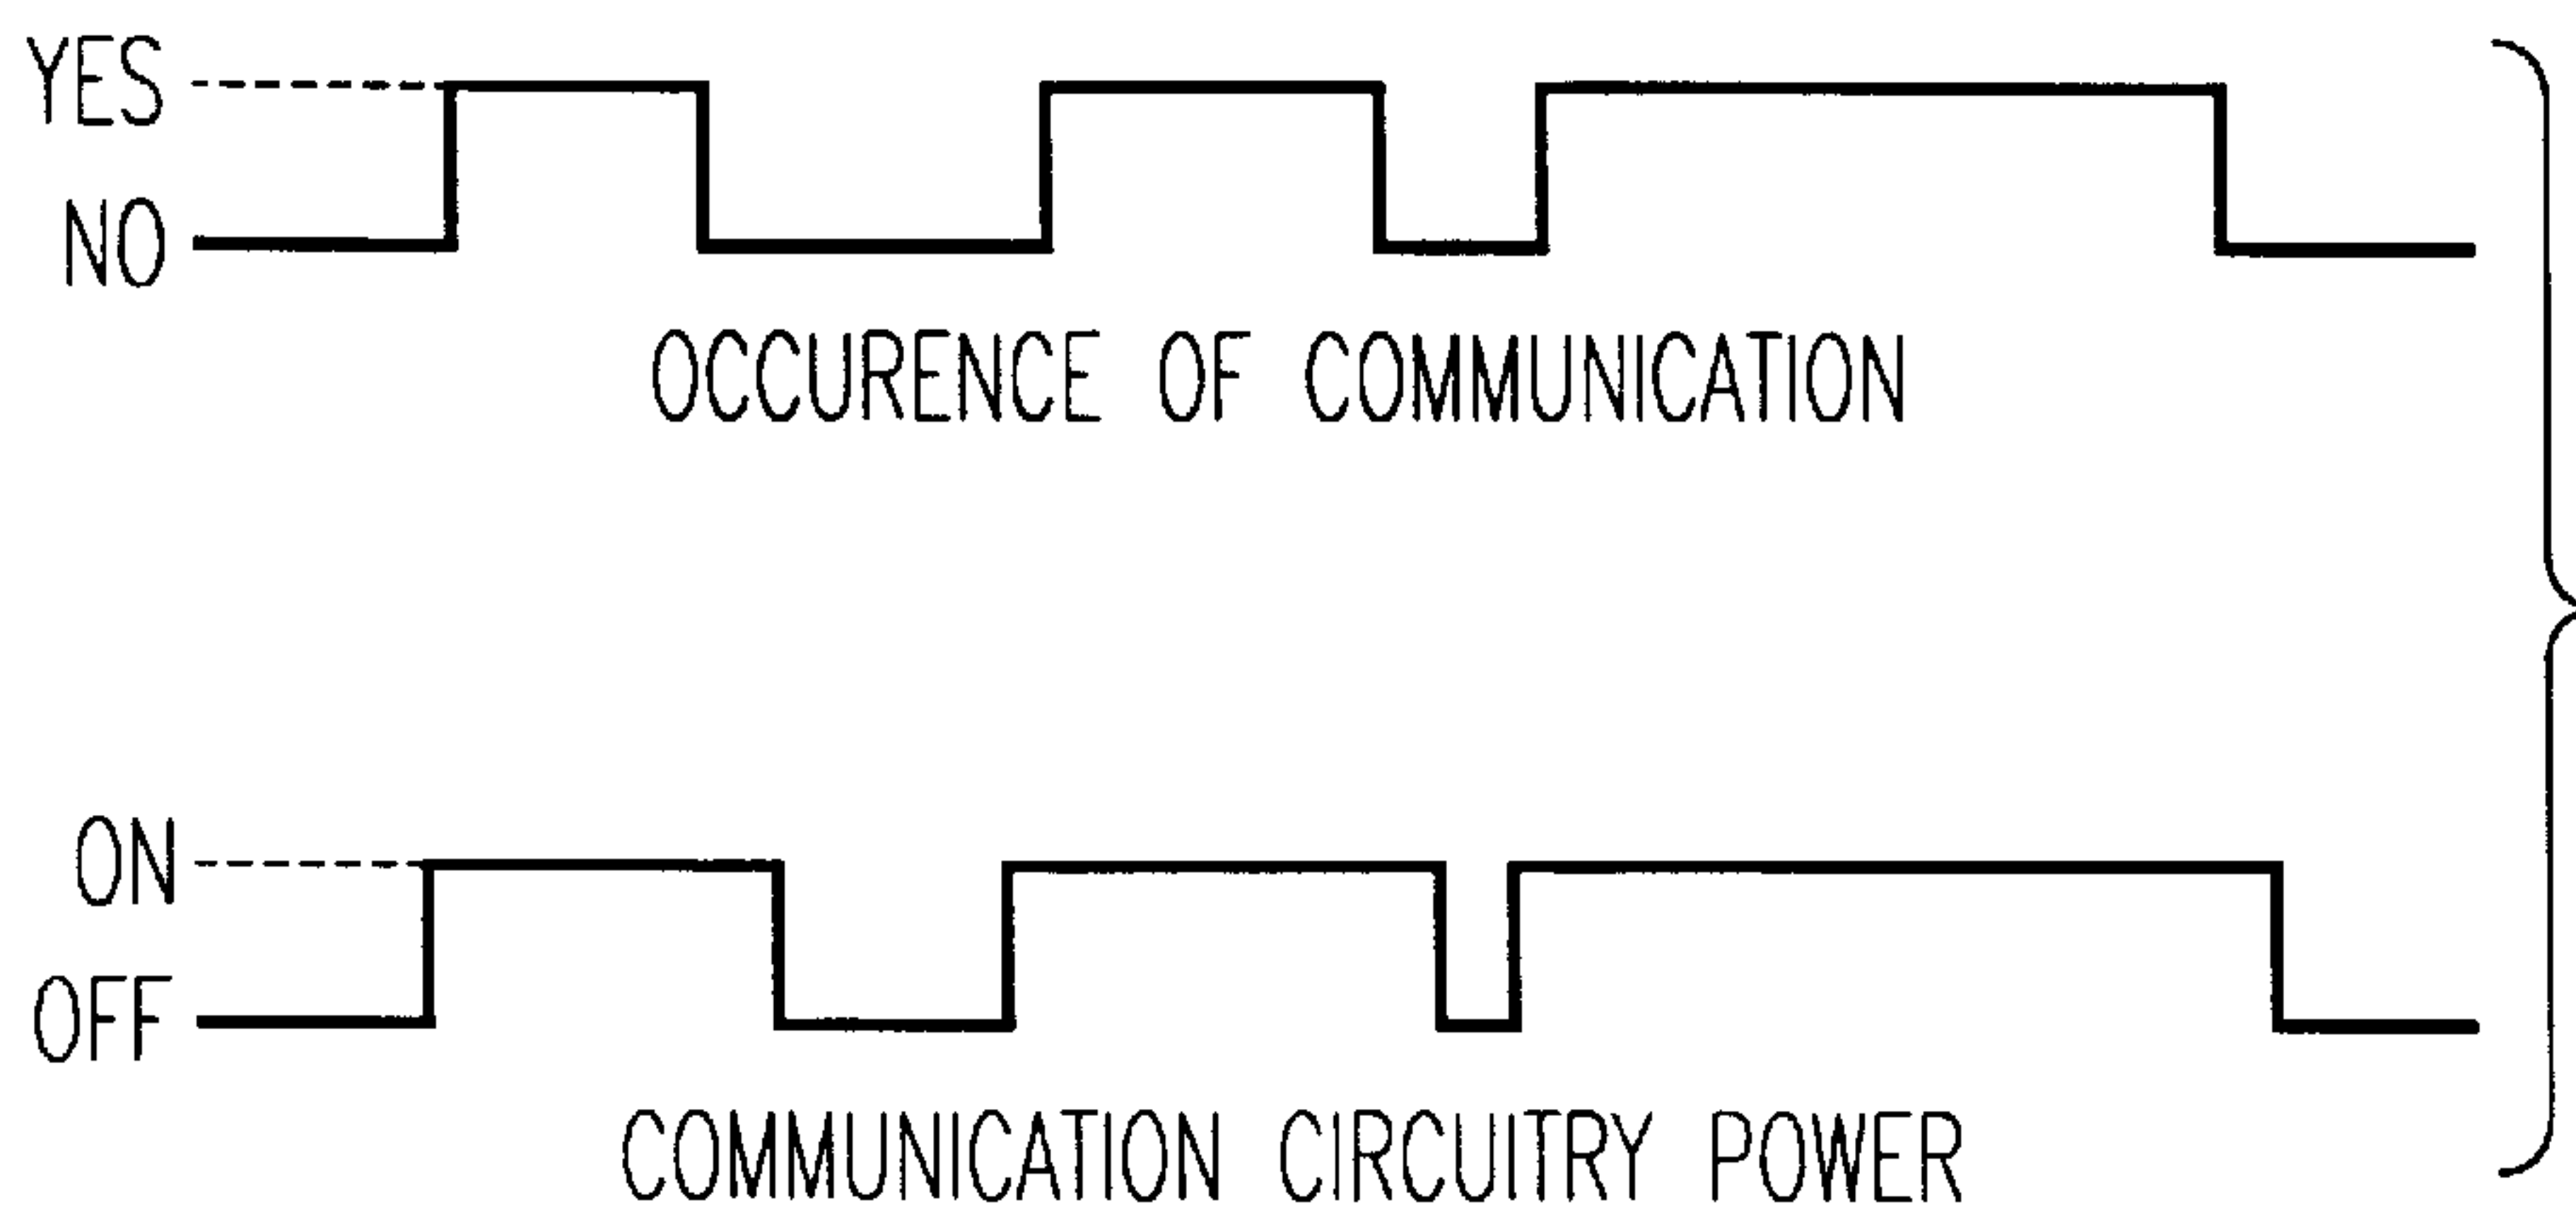 YES
NO
OCCURENCE OF COMMUNICATION
ON
OFF
COMMUNICATION CIRCUITRY POWER